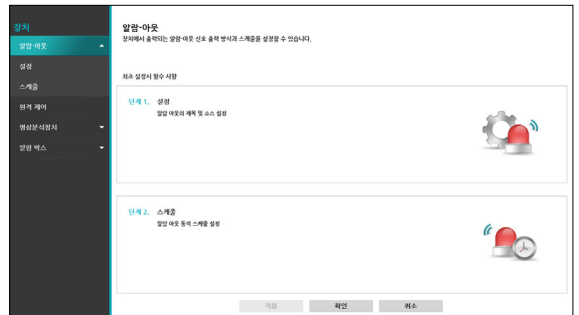 장치
알람-아웃
설정
스케줄
원격 제어
영상분석장치
알람 박스
알람-아웃
장치에서 출력되는 알람-아웃 신호 출력 방식과 스케줄을 설정할 수 있습니다.
최초 설정시 필수 사항
단계 1. 설정
알람 아웃의 제목 및 소스 설정
단계 2. 스케줄
알람 아웃 동작 스케줄 설정
적용 확인 취소